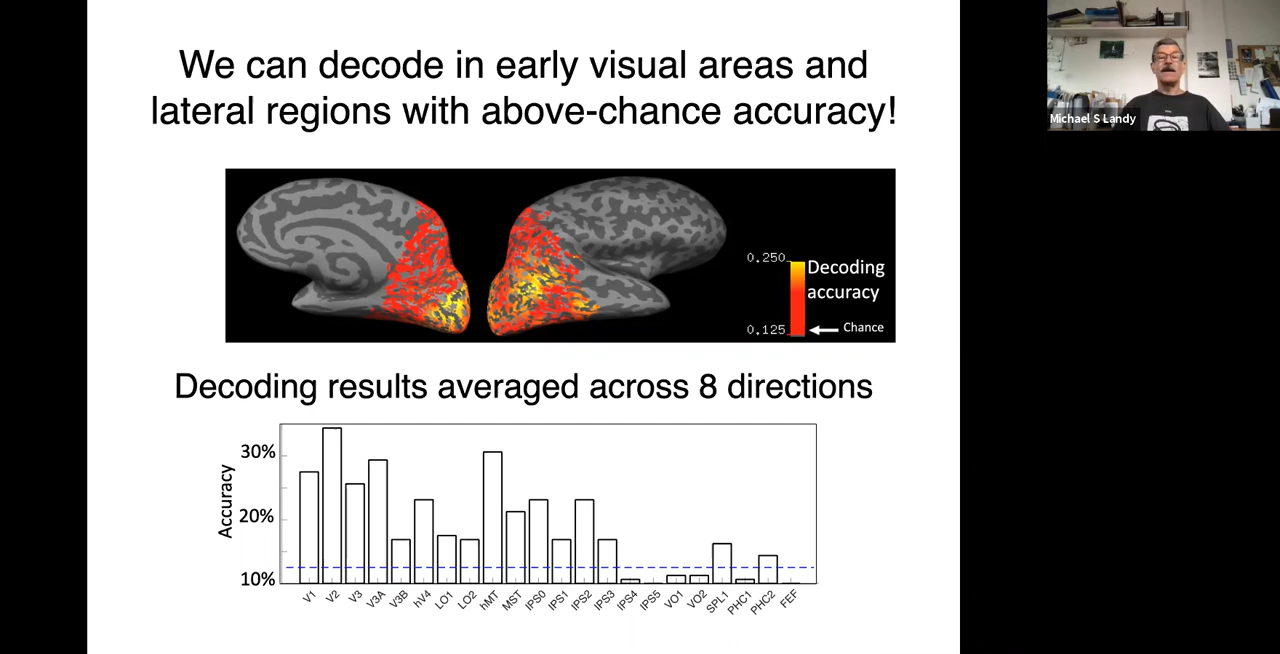 We can decode in early visual areas and
lateral regions with above-chance accuracy!
Michael S Landy
0.250
Decoding
accuracy
0.125
Chance
Decoding results averaged across 8 directions
Accuracy
30%
20%
10%
V1 V2 V3 V3A V3B hV4 LO1 LO2 hMT MST IPS0 IPS1 IPS2 IPS3 IPS4 IPS5 VO1 VO2 SPL1 PHC1 PHC2 FEF